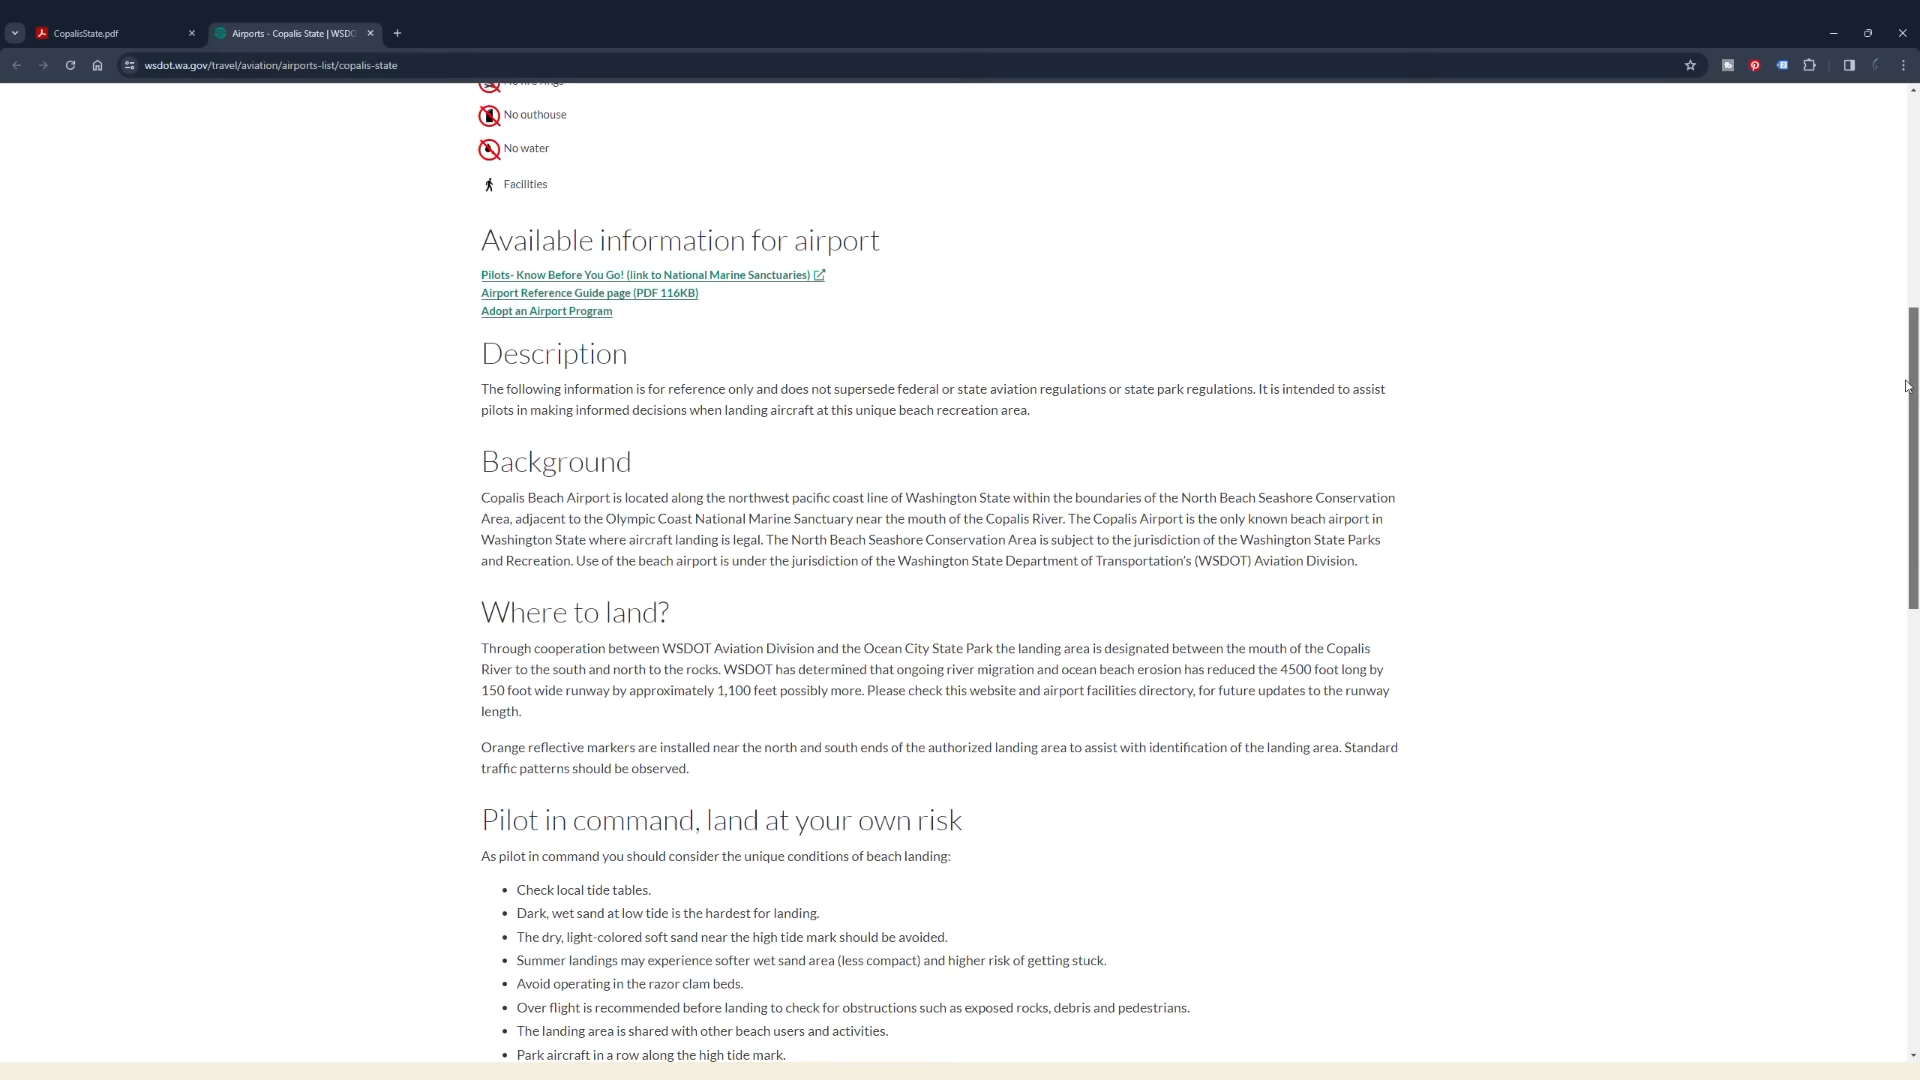 CopalisState.pdf
Airports - Copalis State | WSDO
wsdot.wa.gov/travel/aviation/airports-list/copalis-state
No fire rings
No outhouse
No water
Facilities
Available information for airport
Pilots- Know Before You Go! (link to National Marine Sanctuaries)
Airport Reference Guide page (PDF 116KB)
Adopt an Airport Program
Description
The following information is for reference only and does not supersede federal or state aviation regulations or state park regulations. It is intended to assist
pilots in making informed decisions when landing aircraft at this unique beach recreation area.
Background
Copalis Beach Airport is located along the northwest pacific coast line of Washington State within the boundaries of the North Beach Seashore Conservation
Area, adjacent to the Olympic Coast National Marine Sanctuary near the mouth of the Copalis River. The Copalis Airport is the only known beach airport in
Washington State where aircraft landing is legal. The North Beach Seashore Conservation Area is subject to the jurisdiction of the Washington State Parks
and Recreation. Use of the beach airport is under the jurisdiction of the Washington State Department of Transportation's (WSDOT) Aviation Division.
Where to land?
Through cooperation between WSDOT Aviation Division and the Ocean City State Park the landing area is designated between the mouth of the Copalis
River to the south and north to the rocks. WSDOT has determined that ongoing river migration and ocean beach erosion has reduced the 4500 foot long by
150 foot wide runway by approximately 1,100 feet possibly more. Please check this website and airport facilities directory, for future updates to the runway
length.
Orange reflective markers are installed near the north and south ends of the authorized landing area to assist with identification of the landing area. Standard
traffic patterns should be observed.
Pilot in command, land at your own risk
As pilot in command you should consider the unique conditions of beach landing:
• Check local tide tables.
• Dark, wet sand at low tide is the hardest for landing.
• The dry, light-colored soft sand near the high tide mark should be avoided.
• Summer landings may experience softer wet sand area (less compact) and higher risk of getting stuck.
• Avoid operating in the razor clam beds.
• Over flight is recommended before landing to check for obstructions such as exposed rocks, debris and pedestrians.
• The landing area is shared with other beach users and activities.
• Park aircraft in a row along the high tide mark.